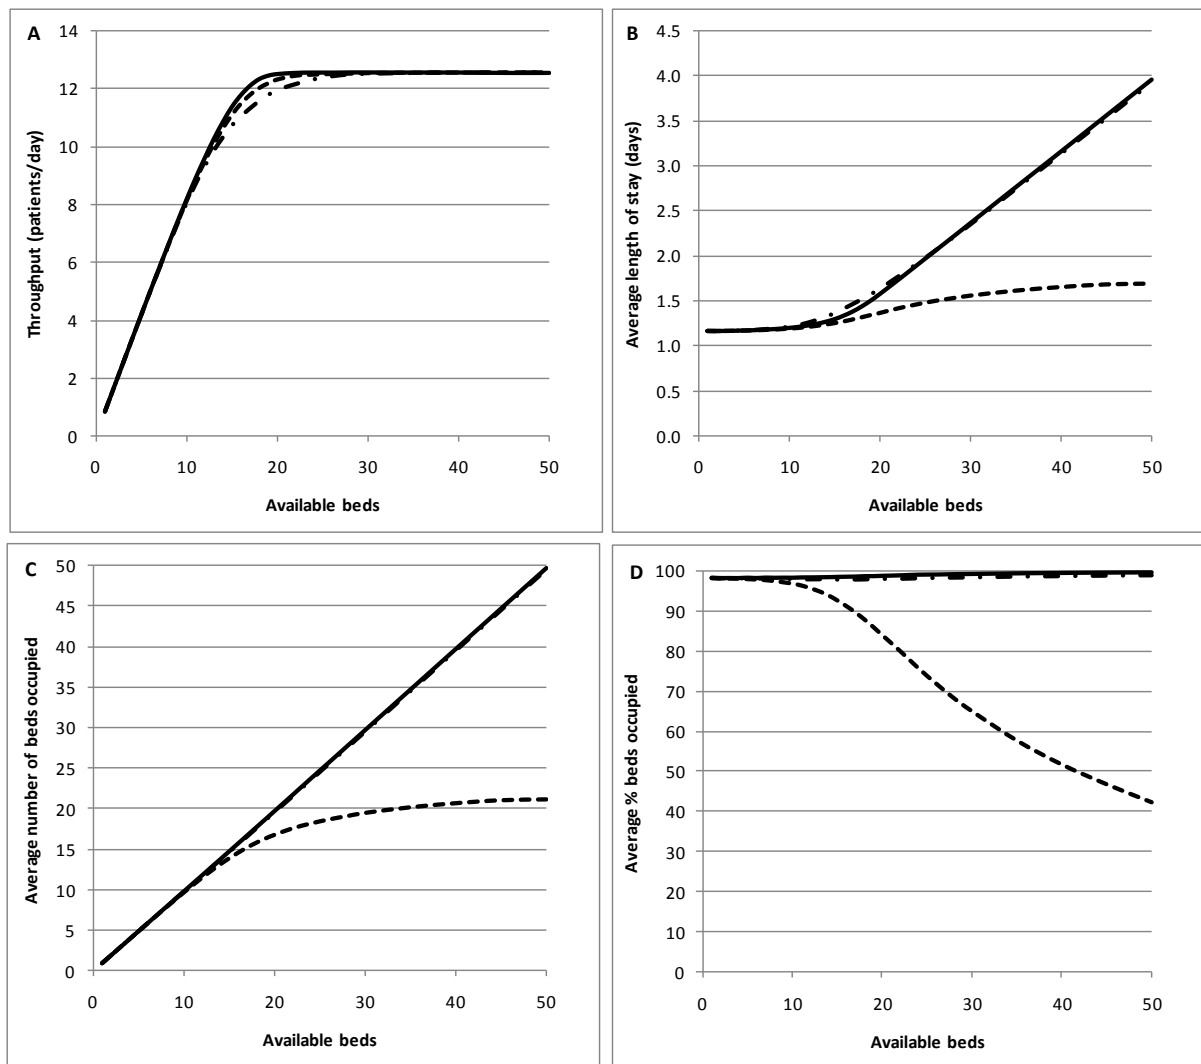 A
Throughput (patients/day)
14
12
10
8
6
4
2
0
0 10 20 30 40 50
Available beds
B
Average length of stay (days)
4.5
4.0
3.5
3.0
2.5
2.0
1.5
1.0
0.5
0.0
0 10 20 30 40 50
Available beds
C
Average number of beds occupied
50
45
40
35
30
25
20
15
10
5
0
0 10 20 30 40 50
Available beds
D
Average % beds occupied
100
90
80
70
60
50
40
30
20
10
0
0 10 20 30 40 50
Available beds